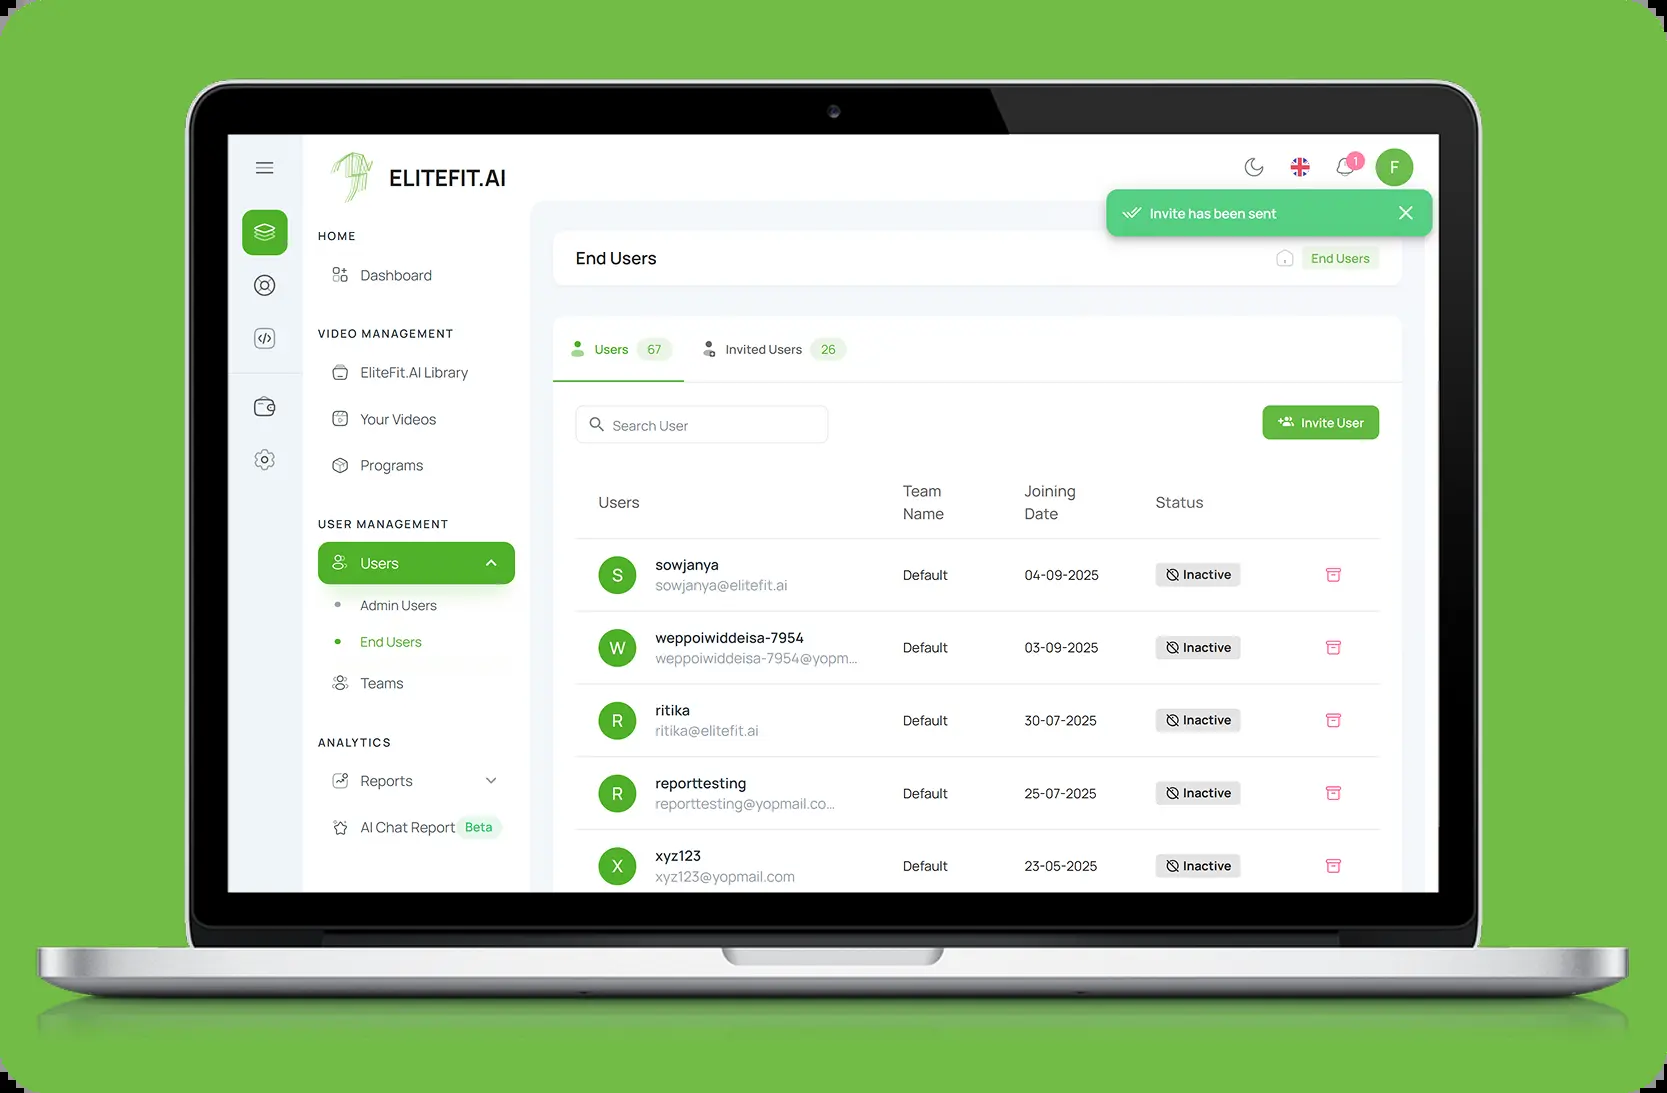 ELITEFIT.AI
1
F
Invite has been sent
HOME
Dashboard
VIDEO MANAGEMENT
EliteFit.AI Library
Your Videos
Programs
USER MANAGEMENT
Users
Admin Users
End Users
Teams
ANALYTICS
Reports
AI Chat Report Beta
End Users
End Users
Users 67
Invited Users 26
Search User
Invite User
Users
Team Name
Joining Date
Status
S
sowjanya
sowjanya@elitefit.ai
Default
04-09-2025
Inactive
W
weppoiwiddeisa-7954
weppoiwiddeisa-7954@yopm...
Default
03-09-2025
Inactive
R
ritika
ritika@elitefit.ai
Default
30-07-2025
Inactive
R
reporttesting
reporttesting@yopmail.co...
Default
25-07-2025
Inactive
X
xyz123
xyz123@yopmail.com
Default
23-05-2025
Inactive